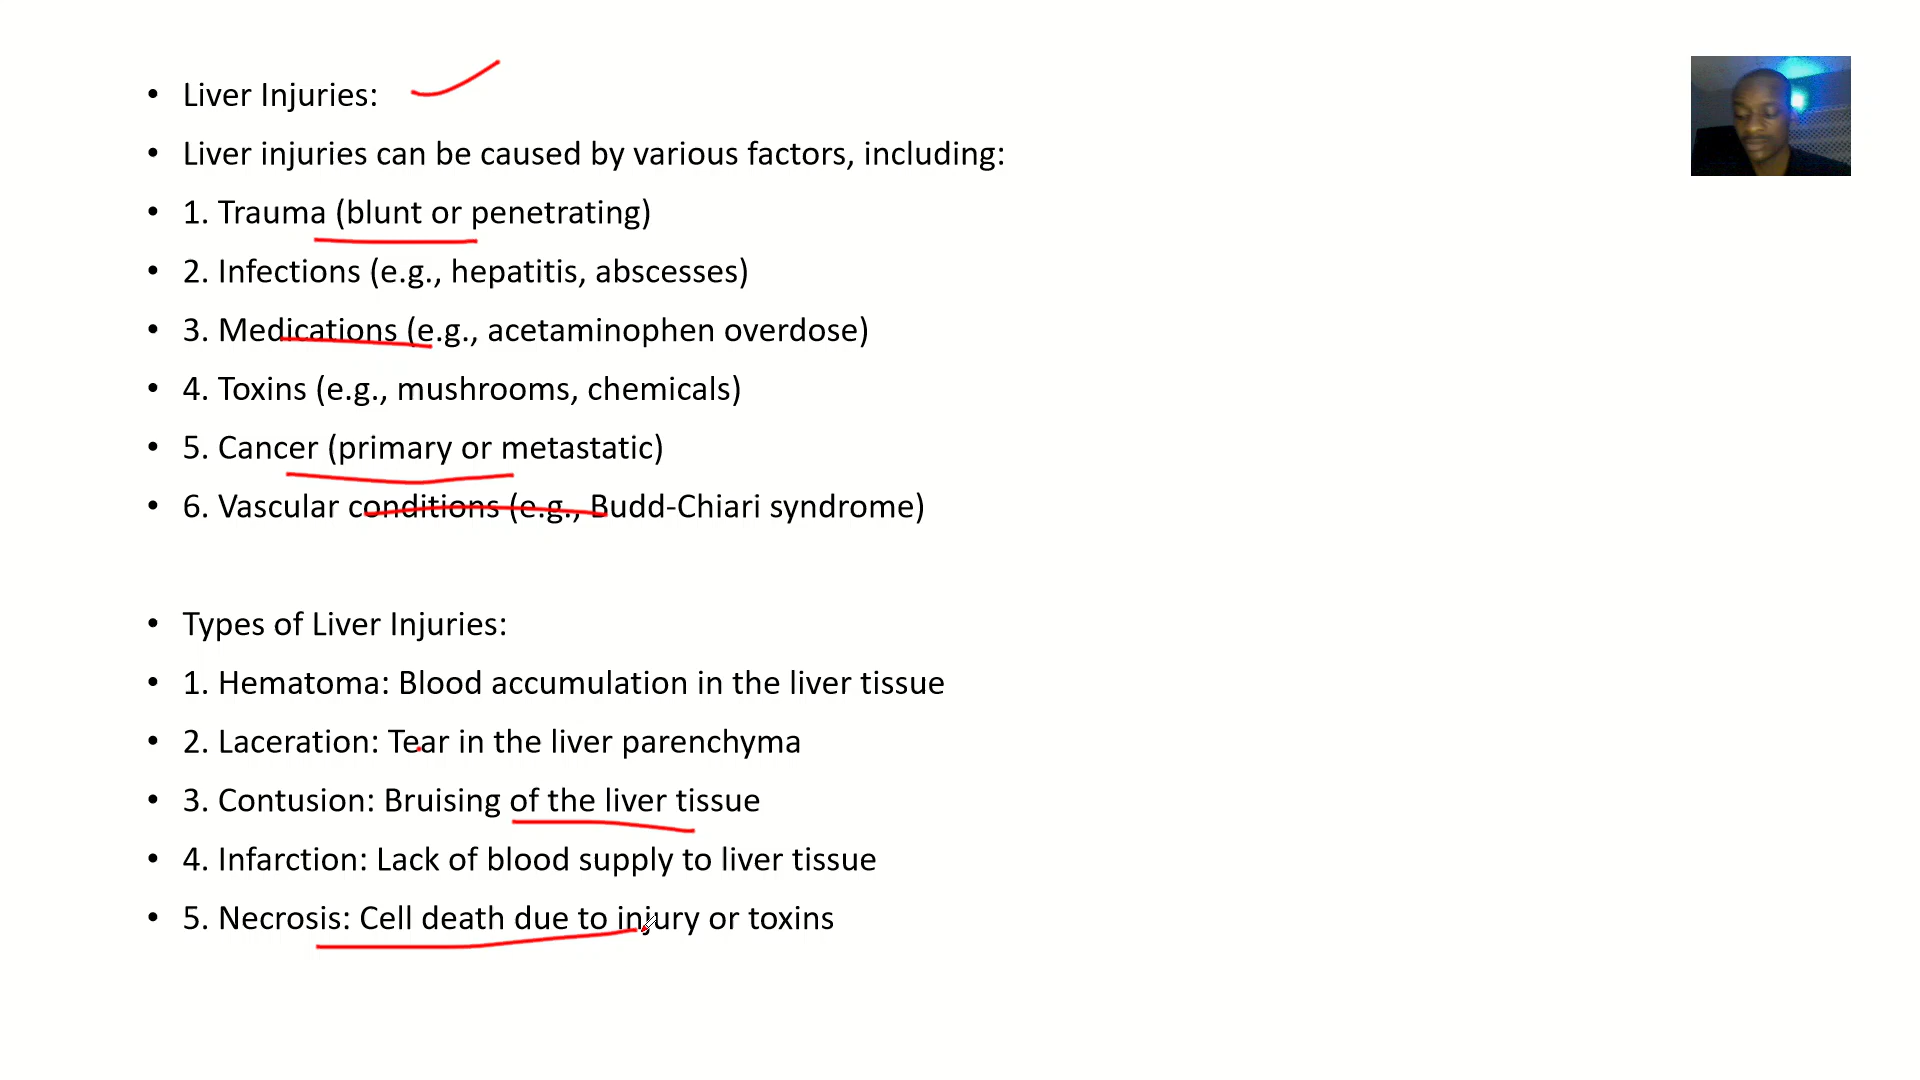 • Liver Injuries:
• Liver injuries can be caused by various factors, including:
• 1. Trauma (blunt or penetrating)
• 2. Infections (e.g., hepatitis, abscesses)
• 3. Medications (e.g., acetaminophen overdose)
• 4. Toxins (e.g., mushrooms, chemicals)
• 5. Cancer (primary or metastatic)
• 6. Vascular conditions (e.g., Budd-Chiari syndrome)
• Types of Liver Injuries:
• 1. Hematoma: Blood accumulation in the liver tissue
• 2. Laceration: Tear in the liver parenchyma
• 3. Contusion: Bruising of the liver tissue
• 4. Infarction: Lack of blood supply to liver tissue
• 5. Necrosis: Cell death due to injury or toxins